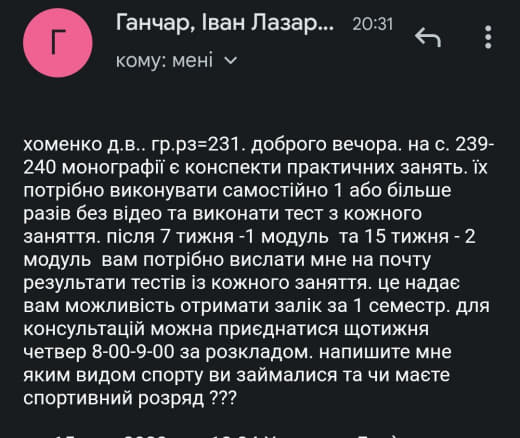 Г
Ганчар, Іван Лазар... 20:31
кому: мені
хоменко д.в.. гр.рз=231. доброго вечора. на с. 239-
240 монографії є конспекти практичних занять. їх
потрібно виконувати самостійно 1 або більше
разів без відео та виконати тест з кожного
заняття. після 7 тижня -1 модуль  та 15 тижня - 2
модуль  вам потрібно вислати мне на почту
результати тестів із кожного заняття. це надає
вам можливість отримати залік за 1 семестр. для
консультацій можна приєднатися щотижня
четвер 8-00-9-00 за розкладом. напишите мне
яким видом спорту ви займалися та чи маєте
спортивний розряд ???